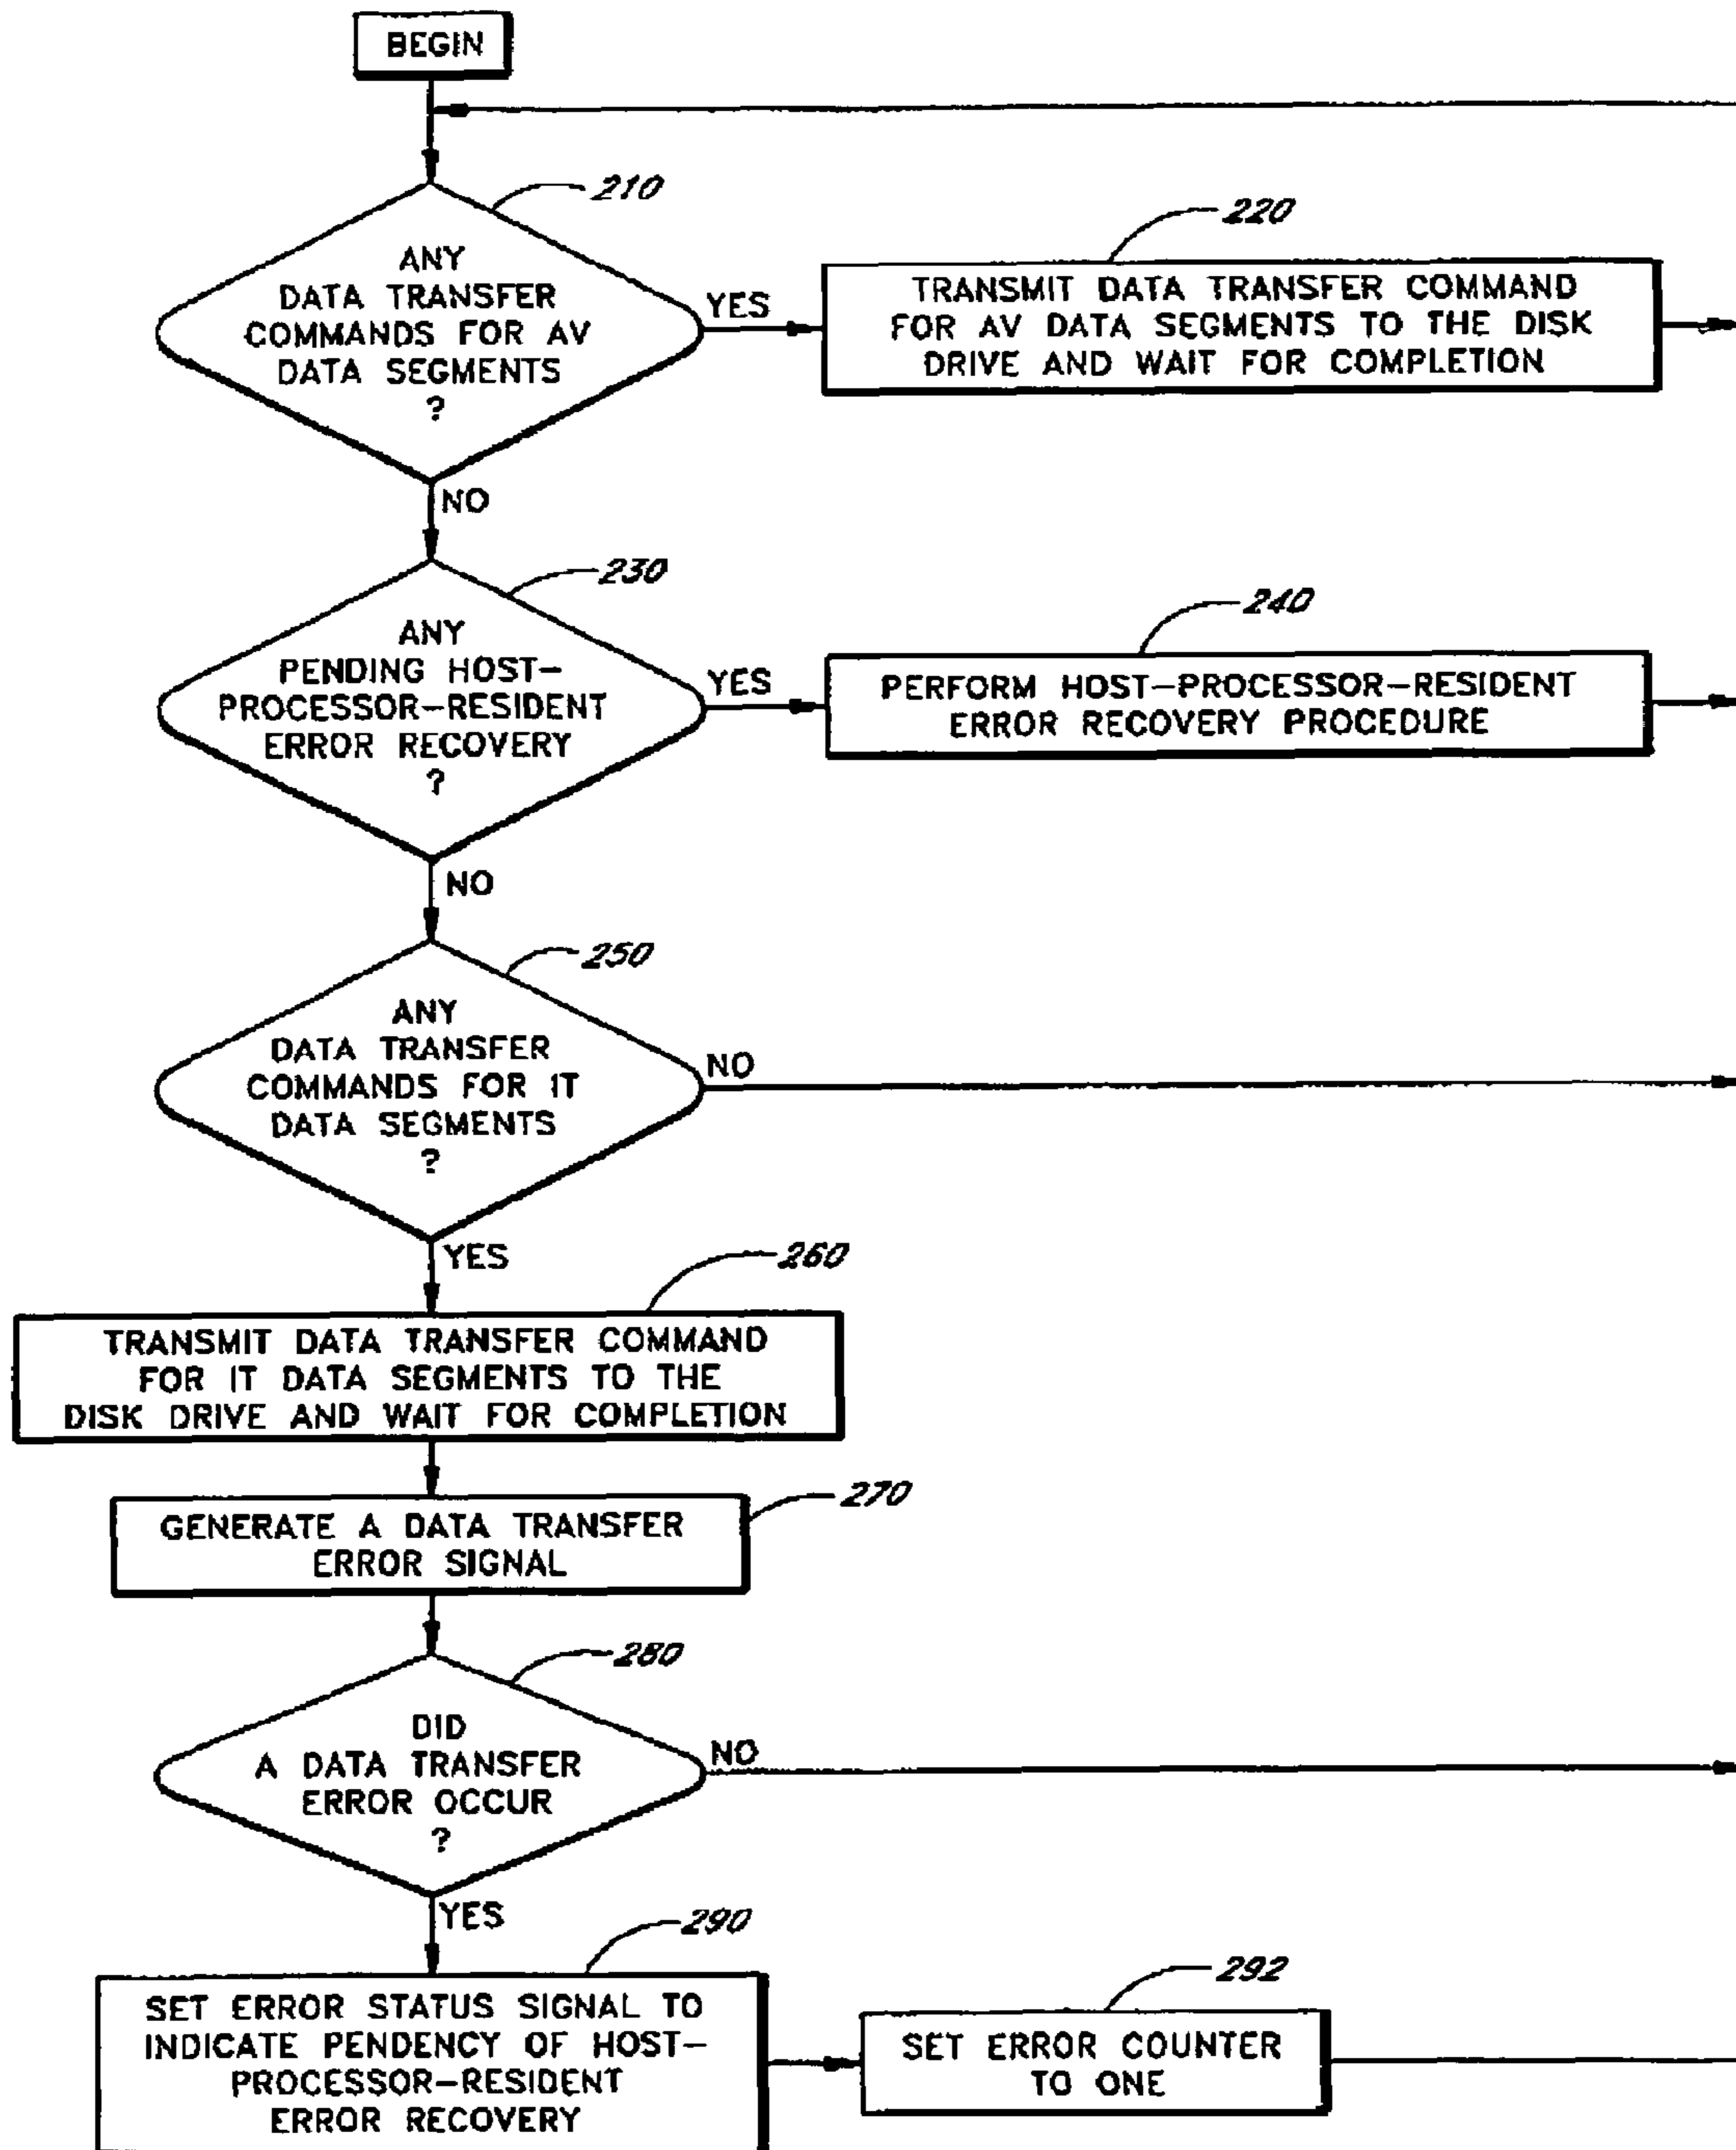 BEGIN
210
ANY
DATA TRANSFER
COMMANDS FOR AV
DATA SEGMENTS
?
YES
220
TRANSMIT DATA TRANSFER COMMAND
FOR AV DATA SEGMENTS TO THE DISK
DRIVE AND WAIT FOR COMPLETION
NO
230
ANY
PENDING HOST-
PROCESSOR-RESIDENT
ERROR RECOVERY
?
YES
240
PERFORM HOST-PROCESSOR-RESIDENT
ERROR RECOVERY PROCEDURE
NO
250
ANY
DATA TRANSFER
COMMANDS FOR IT
DATA SEGMENTS
?
NO
YES
260
TRANSMIT DATA TRANSFER COMMAND
FOR IT DATA SEGMENTS TO THE
DISK DRIVE AND WAIT FOR COMPLETION
270
GENERATE A DATA TRANSFER
ERROR SIGNAL
280
DID
A DATA TRANSFER
ERROR OCCUR
?
NO
YES
290
SET ERROR STATUS SIGNAL TO
INDICATE PENDENCY OF HOST-
PROCESSOR-RESIDENT
ERROR RECOVERY
292
SET ERROR COUNTER
TO ONE